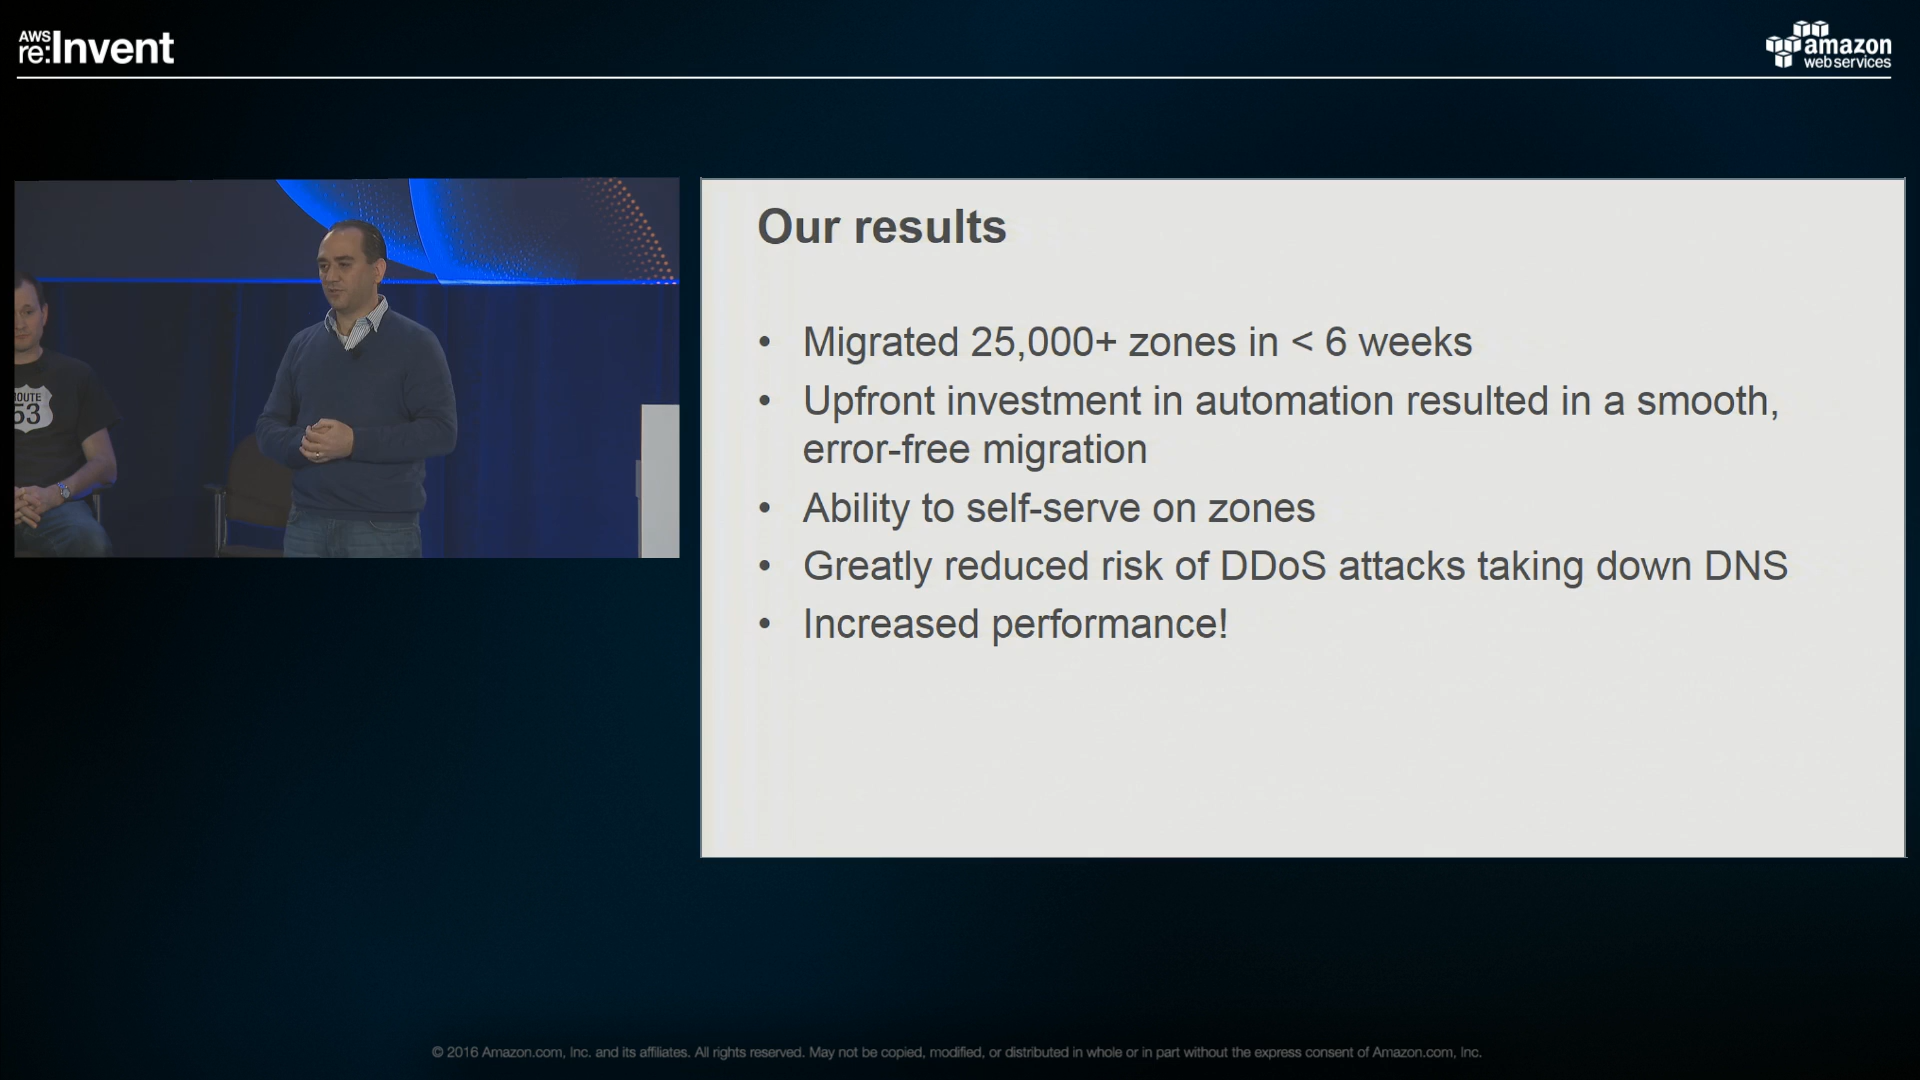 AWS
re:Invent
amazon
web services
OUTE
53
Our results
• Migrated 25,000+ zones in < 6 weeks
• Upfront investment in automation resulted in a smooth,
error-free migration
• Ability to self-serve on zones
• Greatly reduced risk of DDoS attacks taking down DNS
• Increased performance!
© 2016 Amazon.com, Inc. and its affiliates. All rights reserved. May not be copied, modified, or distributed in whole or in part without the express consent of Amazon.com, Inc.